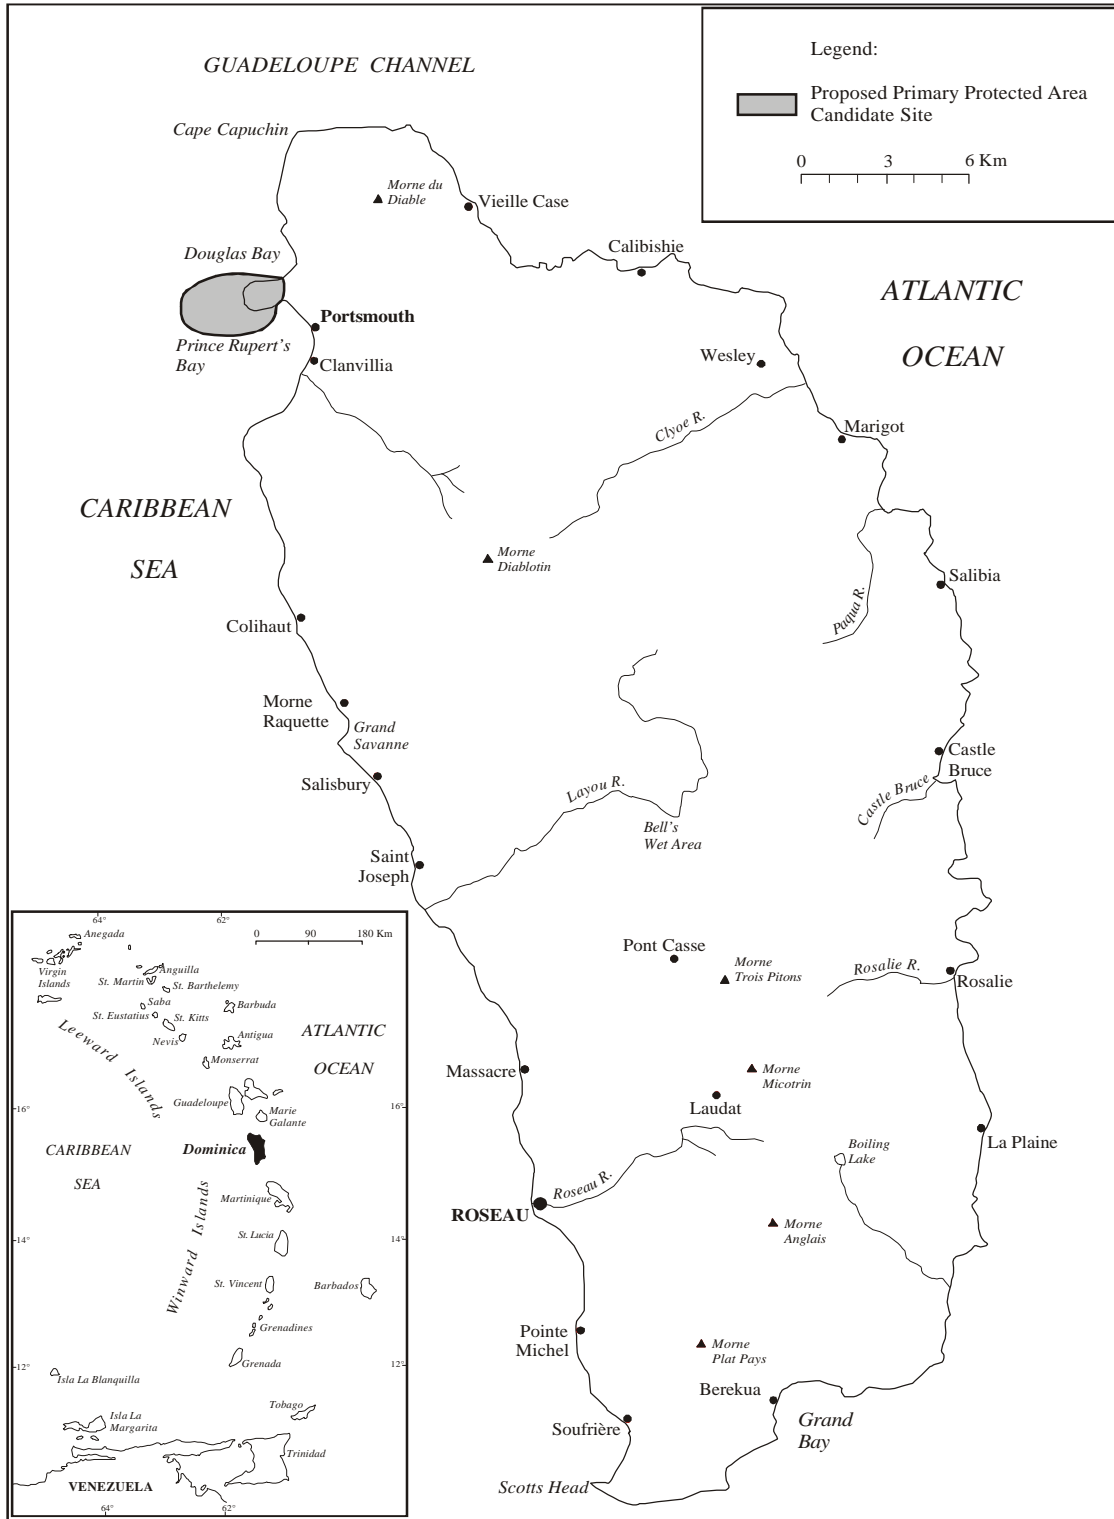 GUADELOUPE CHANNEL
Legend:
Proposed Primary Protected Area
Candidate Site
0 3 6 Km
Cape Capuchin
Morne du
Diable
Vieille Case
Douglas Bay
Calibishie
ATLANTIC
OCEAN
Portsmouth
Prince Rupert's
Bay
Clanvillia
Wesley
Clyoe R.
Marigot
CARIBBEAN
SEA
Morne
Diablotin
Salibia
Paqua R.
Colihaut
Morne
Raquette
Grand
Savanne
Salisbury
Layou R.
Bell's
Wet Area
Castle
Bruce
Castle Bruce
Saint
Joseph
Pont Casse
Morne
Trois Pitons
Rosalie R.
Rosalie
Massacre
Morne
Micotrin
Laudat
La Plaine
Boiling
Lake
Roseau R.
ROSEAU
Morne
Anglais
Pointe
Michel
Morne
Plat Pays
Berekua
Grand
Bay
Soufrière
Scotts Head
64° 62°
0 90 180 Km
Anegada
Virgin
Islands
Anguilla
St. Martin
St. Barthelemy
Saba
St. Eustatius
St. Kitts
Barbuda
Nevis
Antigua
ATLANTIC
OCEAN
Monserrat
Leeward Islands
Guadeloupe
Marie
Galante
16° 16°
CARIBBEAN
SEA
Dominica
Martinique
Winward Islands
St. Lucia
14° 14°
St. Vincent
Barbados
Grenadines
Grenada
12° 12°
Isla La Blanquilla
Tobago
Isla La
Margarita
Trinidad
VENEZUELA
64° 62°